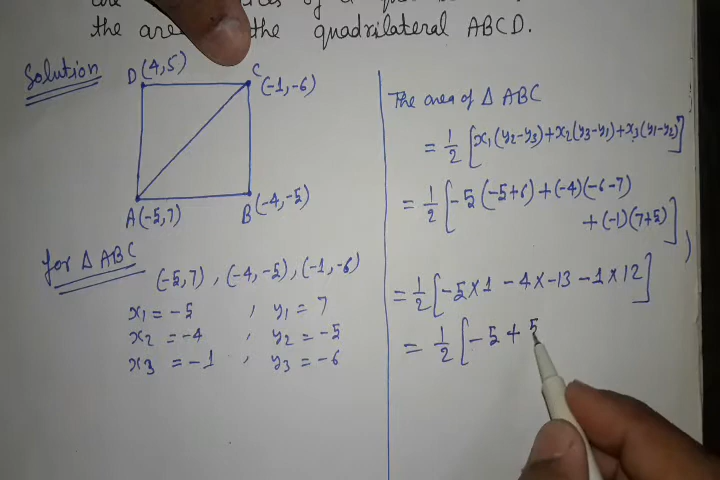 the area the quadrilateral ABCD.
Solution
D (4,5)
C (-1,-6)
A (-5,7)
B (-4,-5)
for Δ ABC
(-5,7) , (-4,-5) , (-1,-6)
x₁ = -5 , y₁ = 7
x₂ = -4 , y₂ = -5
x₃ = -1 , y₃ = -6
The area of Δ ABC
= 1/2 [x₁(y₂-y₃)+x₂(y₃-y₁)+x₃(y₁-y₂)]
= 1/2 [-5(-5+6)+(-4)(-6-7)
+(-1)(7+5)]
= 1/2 [-5×1 -4×-13 -1×12]
= 1/2 [-5+5